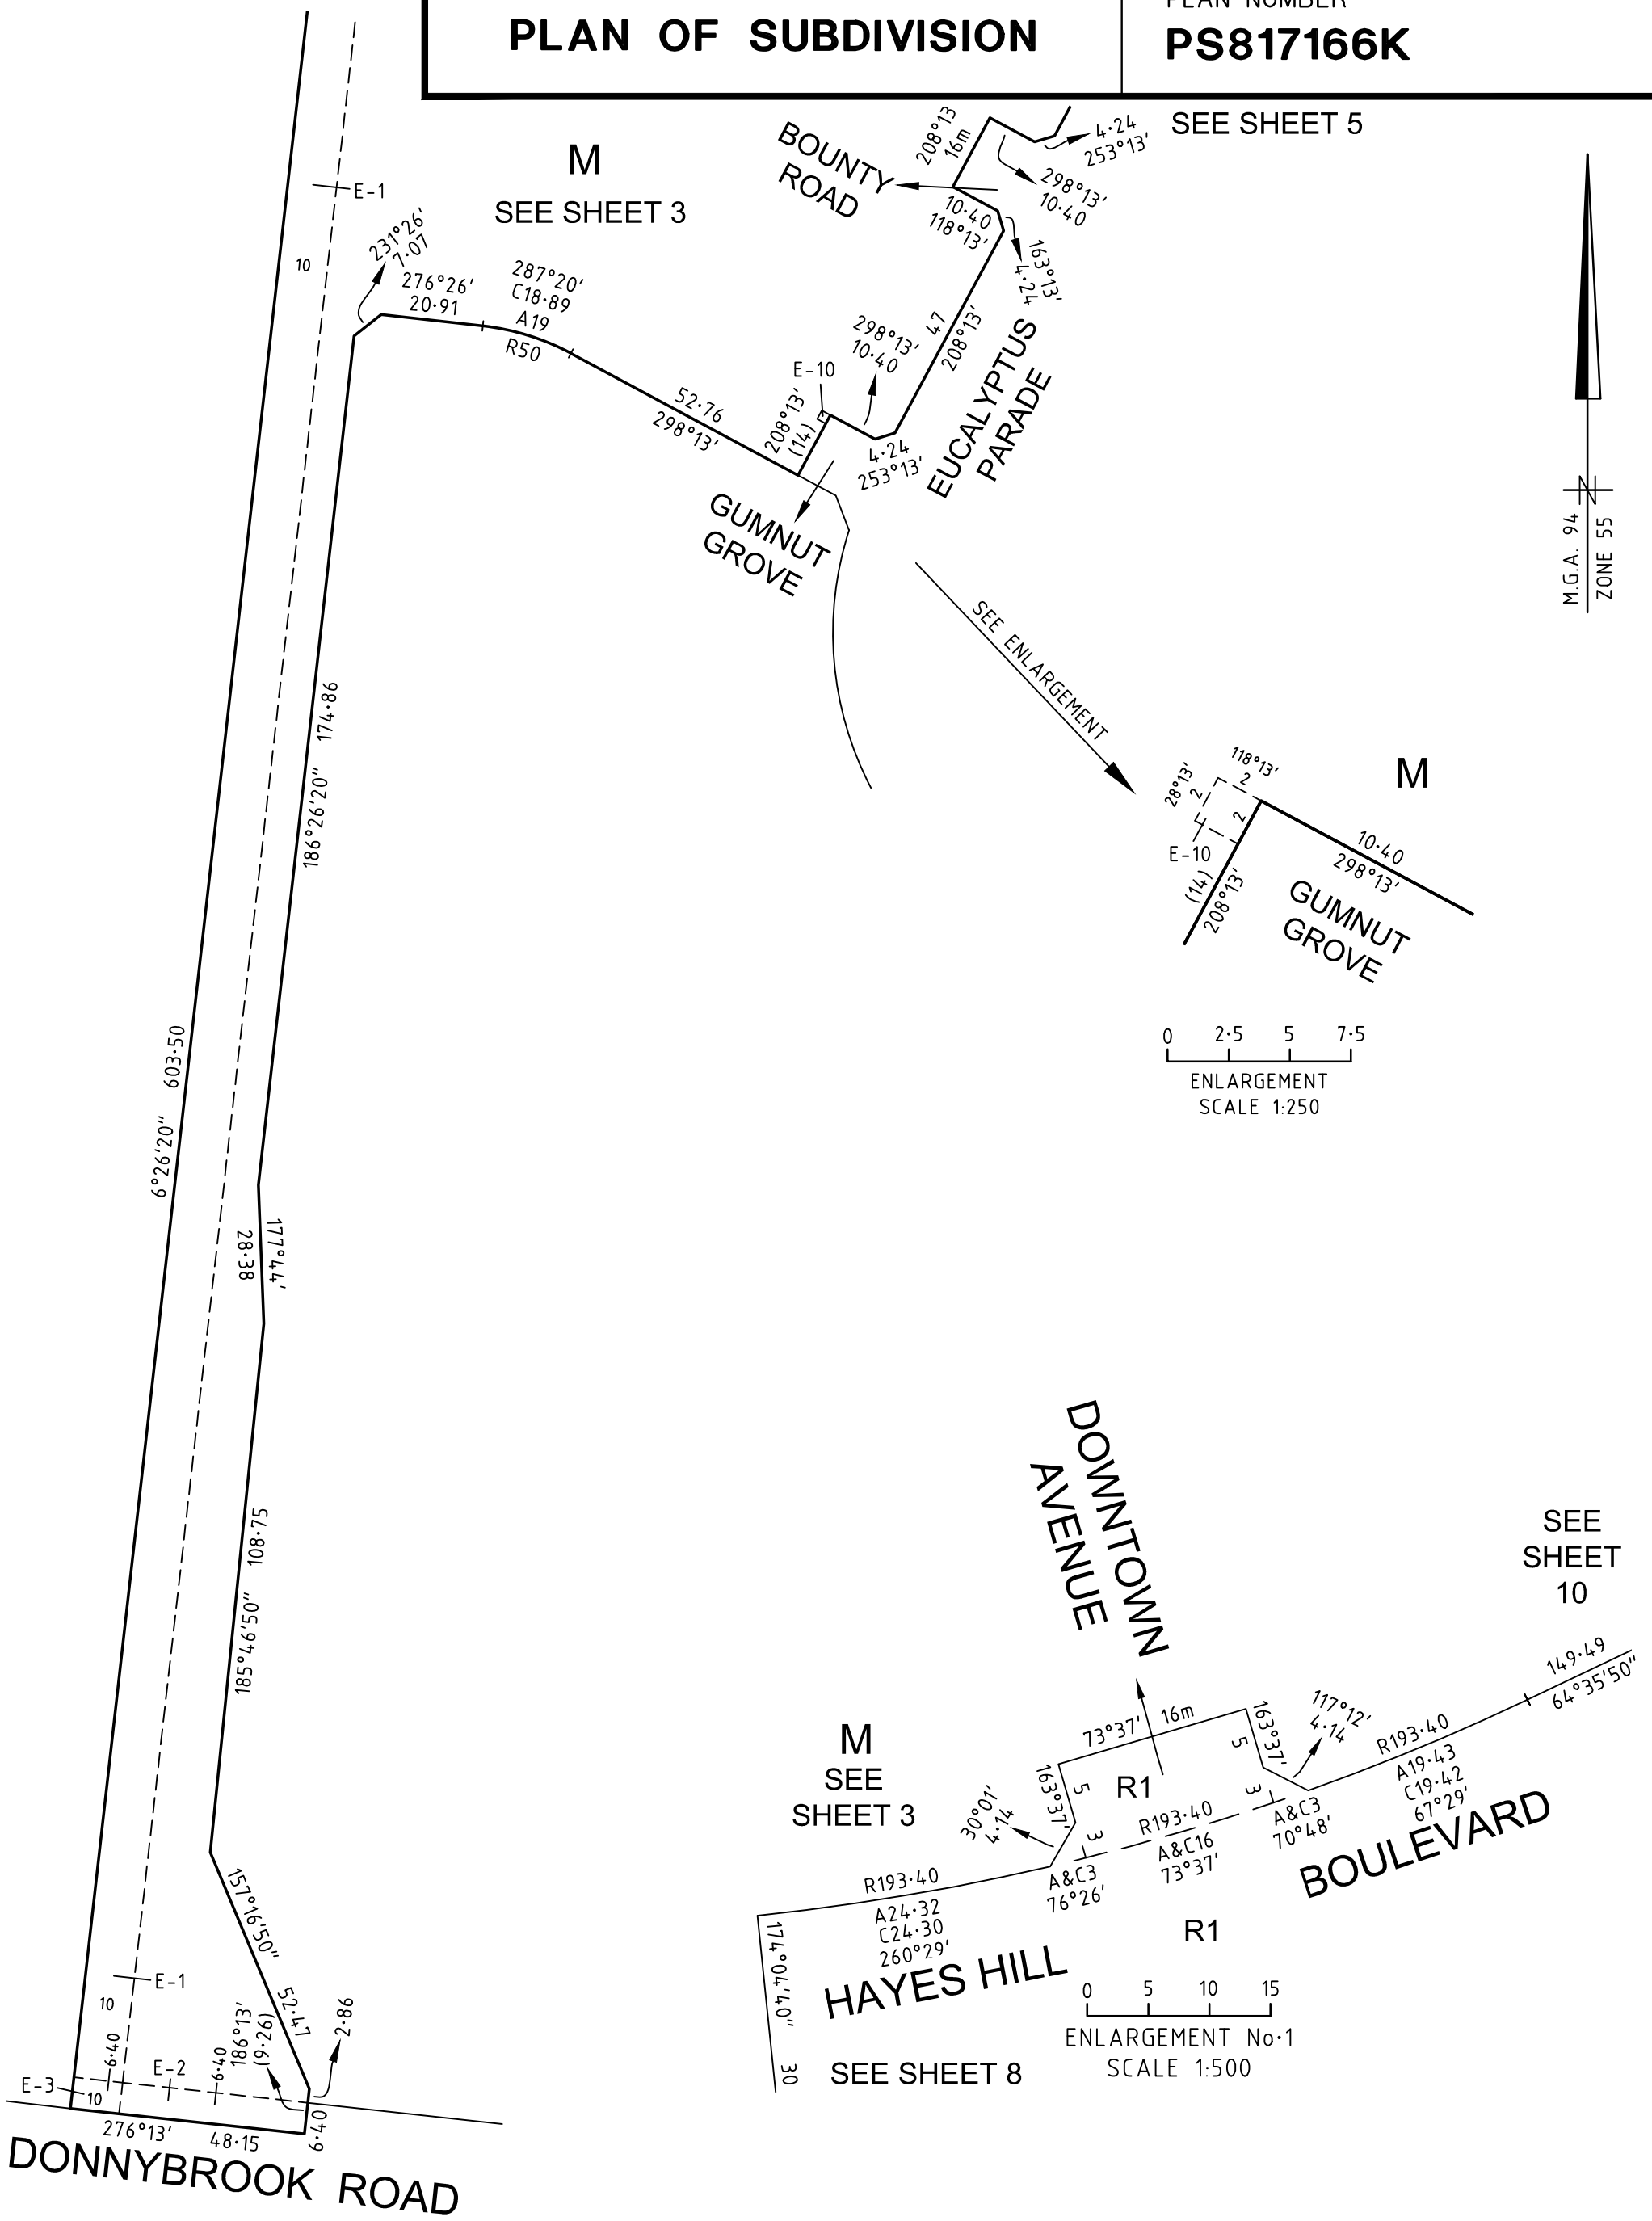 PLAN OF SUBDIVISION
PLAN NUMBER
PS817166K
SEE SHEET 5
M
SEE SHEET 3
E-1
10
231°26'
7·07
276°26'
20·91
287°20'
C18·89
A19
R50
52·76
298°13'
BOUNTY
ROAD
208°13
16m
4·24
253°13'
298°13'
10·40
10·40
118°13'
163°13'
4·24
47
208°13'
EUCALYPTUS
PARADE
298°13'
10·40
E-10
208°13'
(14)
4·24
253°13'
GUMNUT
GROVE
SEE ENLARGEMENT
M.G.A. 94
ZONE 55
N
M
118°13'
2
28°13'
2
2
E-10
(14)
208°13'
10·40
298°13'
GUMNUT
GROVE
0 2·5 5 7·5
ENLARGEMENT
SCALE 1:250
186°26'20" 174·86
6°26'20" 603·50
177°44'
28·38
185°46'50" 108·75
157°16'50" 52·47
E-1
10
6·40
E-2
6·40
186°13'
(9·26)
2·86
E-3
10
276°13' 48·15
6·40
DONNYBROOK ROAD
DOWNTOWN
AVENUE
SEE
SHEET
10
149·49
64°35'50"
M
SEE
SHEET 3
73°37' 16m
163°37'
5
163°37'
5
117°12'
4·14
R193·40
A19·43
C19·42
67°29'
R1
30°01'
4·14
3
R193·40
A&C16
73°37'
3
A&C3
70°48'
A&C3
76°26'
R193·40
A24·32
C24·30
260°29'
174°04'40" 30
HAYES HILL
BOULEVARD
R1
SEE SHEET 8
0 5 10 15
ENLARGEMENT No·1
SCALE 1:500